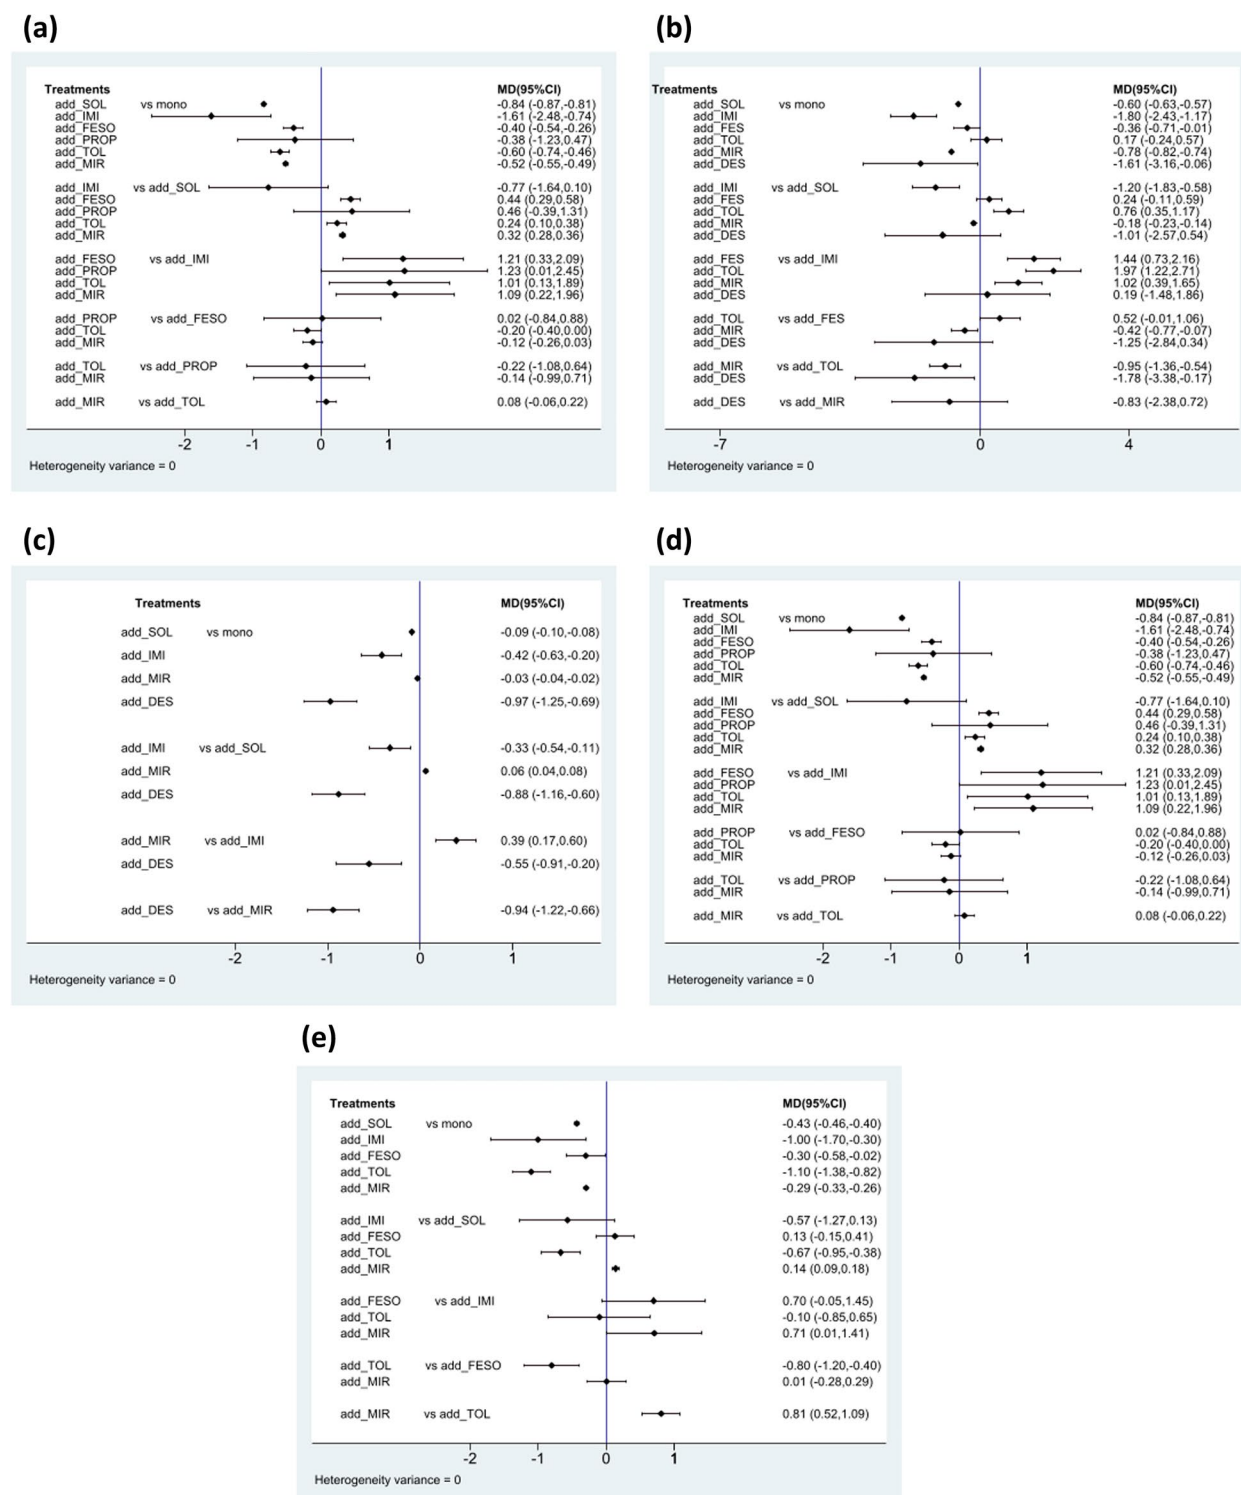 (a)
Treatments MD(95%CI)
add_SOL vs mono -0.84 (-0.87,-0.81)
add_IMI -1.61 (-2.48,-0.74)
add_FESO -0.40 (-0.54,-0.26)
add_PROP -0.38 (-1.23,0.47)
add_TOL -0.60 (-0.74,-0.46)
add_MIR -0.52 (-0.55,-0.49)
add_IMI vs add_SOL -0.77 (-1.64,0.10)
add_FESO 0.44 (0.29,0.58)
add_PROP 0.46 (-0.39,1.31)
add_TOL 0.24 (0.10,0.38)
add_MIR 0.32 (0.28,0.36)
add_FESO vs add_IMI 1.21 (0.33,2.09)
add_PROP 1.23 (0.01,2.45)
add_TOL 1.01 (0.13,1.89)
add_MIR 1.09 (0.22,1.96)
add_PROP vs add_FESO 0.02 (-0.84,0.88)
add_TOL -0.20 (-0.40,0.00)
add_MIR -0.12 (-0.26,0.03)
add_TOL vs add_PROP -0.22 (-1.08,0.64)
add_MIR -0.14 (-0.99,0.71)
add_MIR vs add_TOL 0.08 (-0.06,0.22)
-2 -1 0 1
Heterogeneity variance = 0
(b)
Treatments MD(95%CI)
add_SOL vs mono -0.60 (-0.63,-0.57)
add_IMI -1.80 (-2.43,-1.17)
add_FES -0.36 (-0.71,-0.01)
add_TOL 0.17 (-0.24,0.57)
add_MIR -0.78 (-0.82,-0.74)
add_DES -1.61 (-3.16,-0.06)
add_IMI vs add_SOL -1.20 (-1.83,-0.58)
add_FES 0.24 (-0.11,0.59)
add_TOL 0.76 (0.35,1.17)
add_MIR -0.18 (-0.23,-0.14)
add_DES -1.01 (-2.57,0.54)
add_FES vs add_IMI 1.44 (0.73,2.16)
add_TOL 1.97 (1.22,2.71)
add_MIR 1.02 (0.39,1.65)
add_DES 0.19 (-1.48,1.86)
add_TOL vs add_FES 0.52 (-0.01,1.06)
add_MIR -0.42 (-0.77,-0.07)
add_DES -1.25 (-2.84,0.34)
add_MIR vs add_TOL -0.95 (-1.36,-0.54)
add_DES -1.78 (-3.38,-0.17)
add_DES vs add_MIR -0.83 (-2.38,0.72)
-7 0 4
Heterogeneity variance = 0
(c)
Treatments MD(95%CI)
add_SOL vs mono -0.09 (-0.10,-0.08)
add_IMI -0.42 (-0.63,-0.20)
add_MIR -0.03 (-0.04,-0.02)
add_DES -0.97 (-1.25,-0.69)
add_IMI vs add_SOL -0.33 (-0.54,-0.11)
add_MIR 0.06 (0.04,0.08)
add_DES -0.88 (-1.16,-0.60)
add_MIR vs add_IMI 0.39 (0.17,0.60)
add_DES -0.55 (-0.91,-0.20)
add_DES vs add_MIR -0.94 (-1.22,-0.66)
-2 -1 0 1
Heterogeneity variance = 0
(d)
Treatments MD(95%CI)
add_SOL vs mono -0.84 (-0.87,-0.81)
add_IMI -1.61 (-2.48,-0.74)
add_FESO -0.40 (-0.54,-0.26)
add_PROP -0.38 (-1.23,0.47)
add_TOL -0.60 (-0.74,-0.46)
add_MIR -0.52 (-0.55,-0.49)
add_IMI vs add_SOL -0.77 (-1.64,0.10)
add_FESO 0.44 (0.29,0.58)
add_PROP 0.46 (-0.39,1.31)
add_TOL 0.24 (0.10,0.38)
add_MIR 0.32 (0.28,0.36)
add_FESO vs add_IMI 1.21 (0.33,2.09)
add_PROP 1.23 (0.01,2.45)
add_TOL 1.01 (0.13,1.89)
add_MIR 1.09 (0.22,1.96)
add_PROP vs add_FESO 0.02 (-0.84,0.88)
add_TOL -0.20 (-0.40,0.00)
add_MIR -0.12 (-0.26,0.03)
add_TOL vs add_PROP -0.22 (-1.08,0.64)
add_MIR -0.14 (-0.99,0.71)
add_MIR vs add_TOL 0.08 (-0.06,0.22)
-2 -1 0 1
Heterogeneity variance = 0
(e)
Treatments MD(95%CI)
add_SOL vs mono -0.43 (-0.46,-0.40)
add_IMI -1.00 (-1.70,-0.30)
add_FESO -0.30 (-0.58,-0.02)
add_TOL -1.10 (-1.38,-0.82)
add_MIR -0.29 (-0.33,-0.26)
add_IMI vs add_SOL -0.57 (-1.27,0.13)
add_FESO 0.13 (-0.15,0.41)
add_TOL -0.67 (-0.95,-0.38)
add_MIR 0.14 (0.09,0.18)
add_FESO vs add_IMI 0.70 (-0.05,1.45)
add_TOL -0.10 (-0.85,0.65)
add_MIR 0.71 (0.01,1.41)
add_TOL vs add_FESO -0.80 (-1.20,-0.40)
add_MIR 0.01 (-0.28,0.29)
add_MIR vs add_TOL 0.81 (0.52,1.09)
-2 -1 0 1
Heterogeneity variance = 0